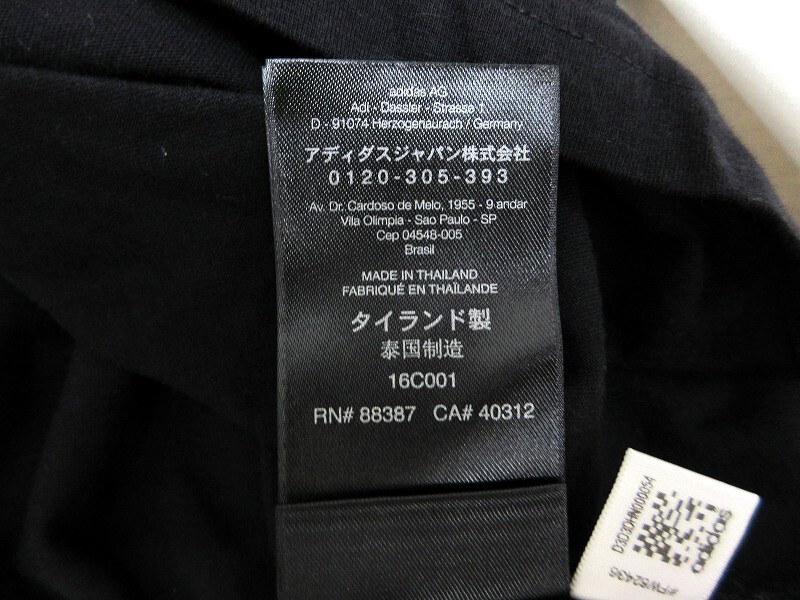 adidas AG
Adi - Dassler - Strasse 1
D - 91074 Herzogenaurach / Germany
アディダスジャパン株式会社
0120-305-393
Av. Dr. Cardoso de Melo, 1955 - 9 andar
Vila Olimpia - Sao Paulo - SP
Cep 04548-005
Brasil
MADE IN THAILAND
FABRIQUÉ EN THAÏLANDE
タイランド製
泰国制造
16C001
RN# 88387 CA# 40312
D3D3DHN000054
adidas